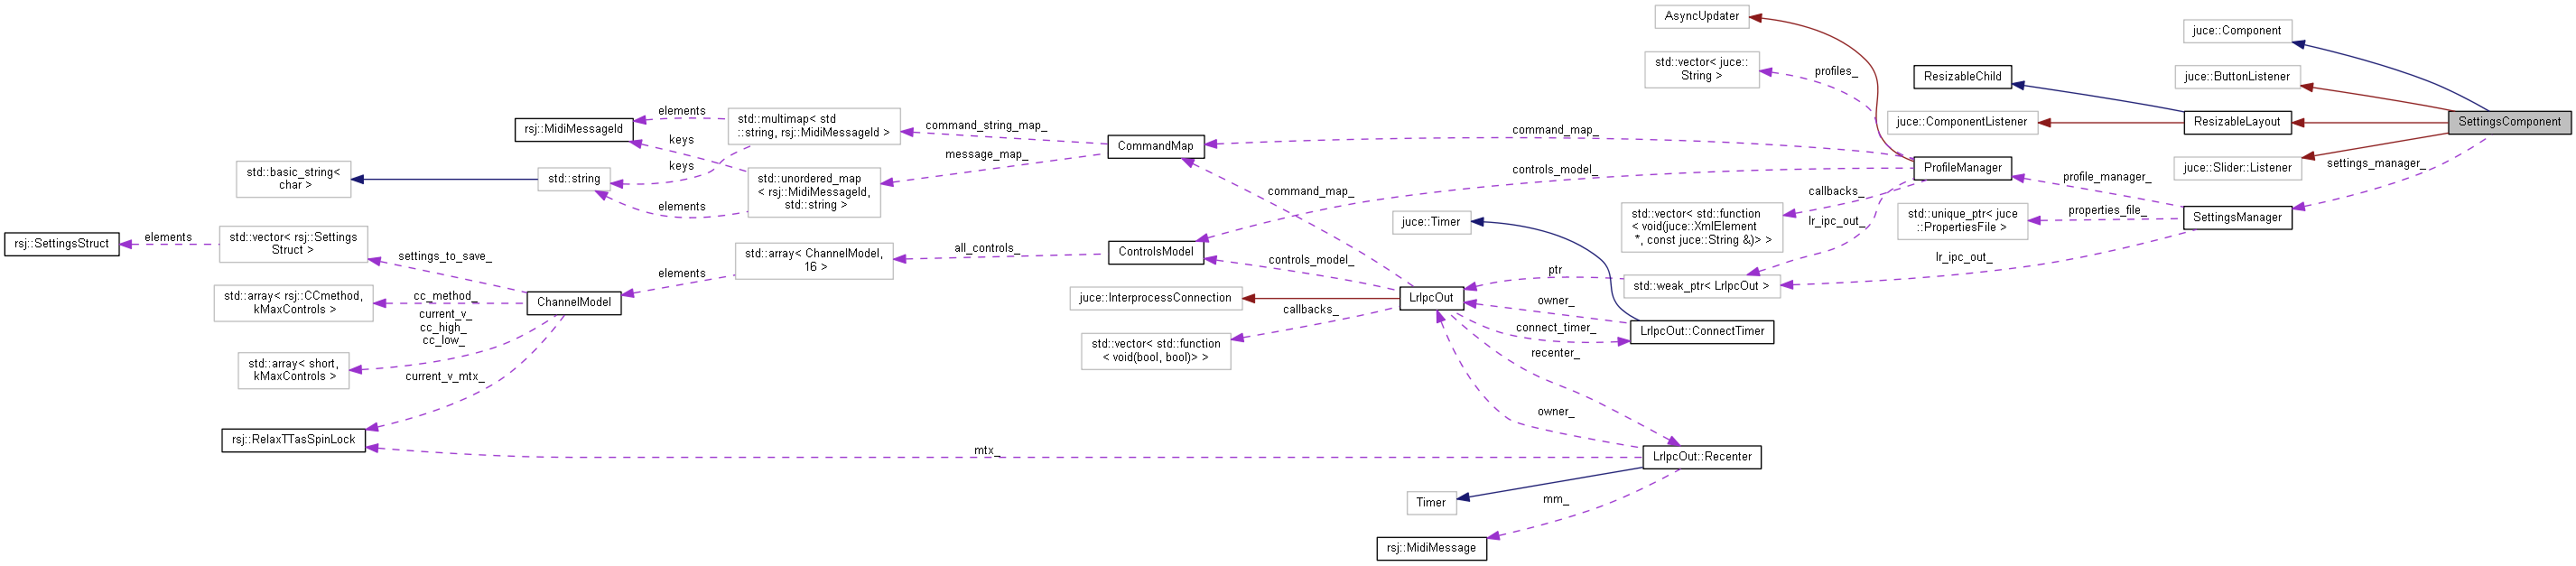 AsyncUpdater
juce::Component
std::vector< juce::
String >
profiles_
juce::ButtonListener
ResizableChild
juce::ComponentListener
ResizableLayout
SettingsComponent
juce::Slider::Listener
settings_manager_
ProfileManager
profile_manager_
SettingsManager
properties_file_
std::unique_ptr< juce
::PropertiesFile >
callbacks_
std::vector< std::function
< void(juce::XmlElement
*, const juce::String &)> >
lr_ipc_out_
lr_ipc_out_
std::weak_ptr< LrIpcOut >
ptr
command_map_
controls_model_
command_map_
controls_model_
CommandMap
command_string_map_
message_map_
std::multimap< std
::string, rsj::MidiMessageId >
std::unordered_map
< rsj::MidiMessageId,
std::string >
elements
keys
keys
elements
rsj::MidiMessageId
std::string
std::basic_string<
char >
ControlsModel
all_controls_
std::array< ChannelModel,
16 >
elements
ChannelModel
settings_to_save_
cc_method_
current_v_
cc_high_
cc_low_
current_v_mtx_
std::vector< rsj::Settings
Struct >
elements
rsj::SettingsStruct
std::array< rsj::CCmethod,
kMaxControls >
std::array< short,
kMaxControls >
rsj::RelaxTTasSpinLock
juce::Timer
juce::InterprocessConnection
LrIpcOut
callbacks_
std::vector< std::function
< void(bool, bool)> >
owner_
connect_timer_
LrIpcOut::ConnectTimer
recenter_
owner_
LrIpcOut::Recenter
mtx_
Timer
mm_
rsj::MidiMessage